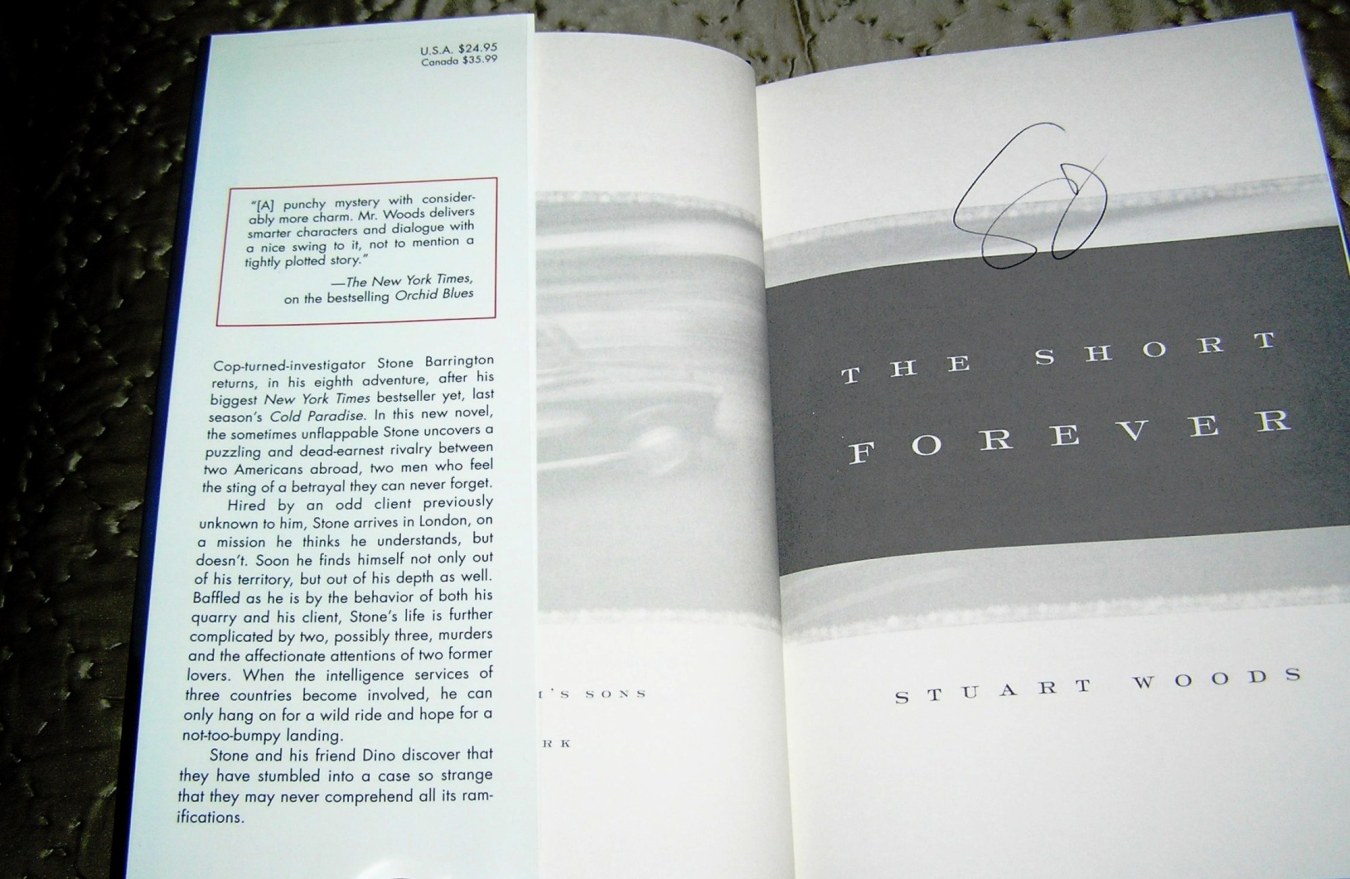 U.S.A. $24.95
Canada $35.99
"[A] punchy mystery with consider-
ably more charm. Mr. Woods delivers
smarter characters and dialogue with
a nice swing to it, not to mention a
tightly plotted story."
—The New York Times,
on the bestselling Orchid Blues
Cop-turned-investigator Stone Barrington
returns, in his eighth adventure, after his
biggest New York Times bestseller yet, last
season's Cold Paradise. In this new novel,
the sometimes unflappable Stone uncovers a
puzzling and dead-earnest rivalry between
two Americans abroad, two men who feel
the sting of a betrayal they can never forget.
Hired by an odd client previously
unknown to him, Stone arrives in London, on
a mission he thinks he understands, but
doesn't. Soon he finds himself not only out
of his territory, but out of his depth as well.
Baffled as he is by the behavior of both his
quarry and his client, Stone's life is further
complicated by two, possibly three, murders
and the affectionate attentions of two former
lovers. When the intelligence services of
three countries become involved, he can
only hang on for a wild ride and hope for a
not-too-bumpy landing.
Stone and his friend Dino discover that
they have stumbled into a case so strange
that they may never comprehend all its ram-
ifications.
'S SONS
RK
THE SHORT
FOREVER
STUART WOODS